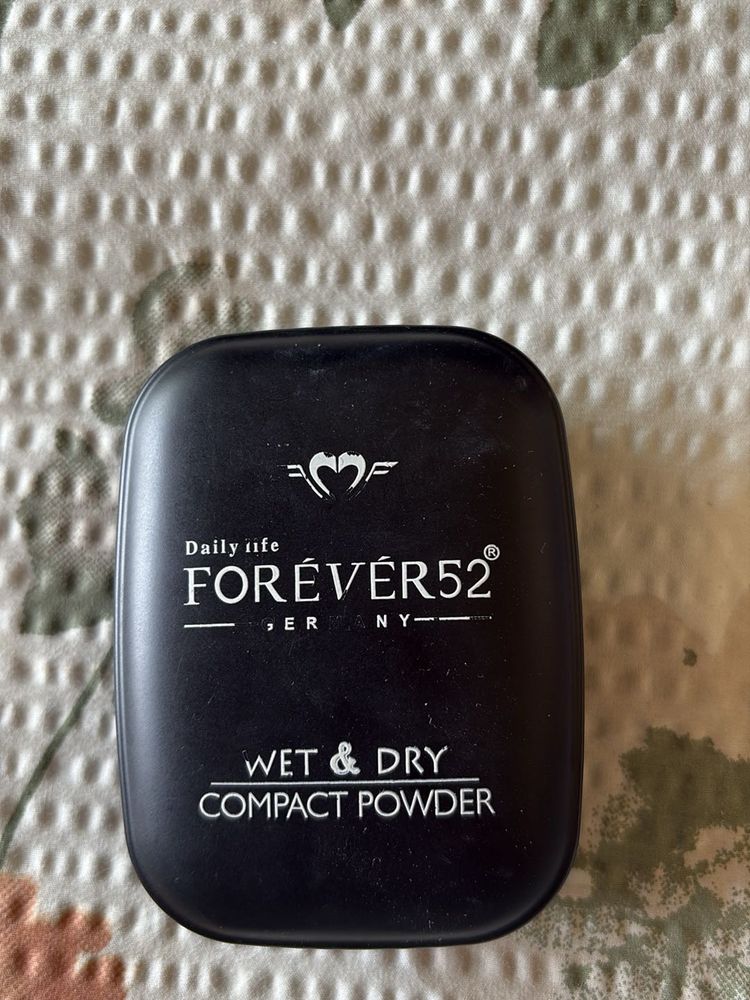 Daily life
FORÉVÉR52®
GERMANY
WET & DRY
COMPACT POWDER